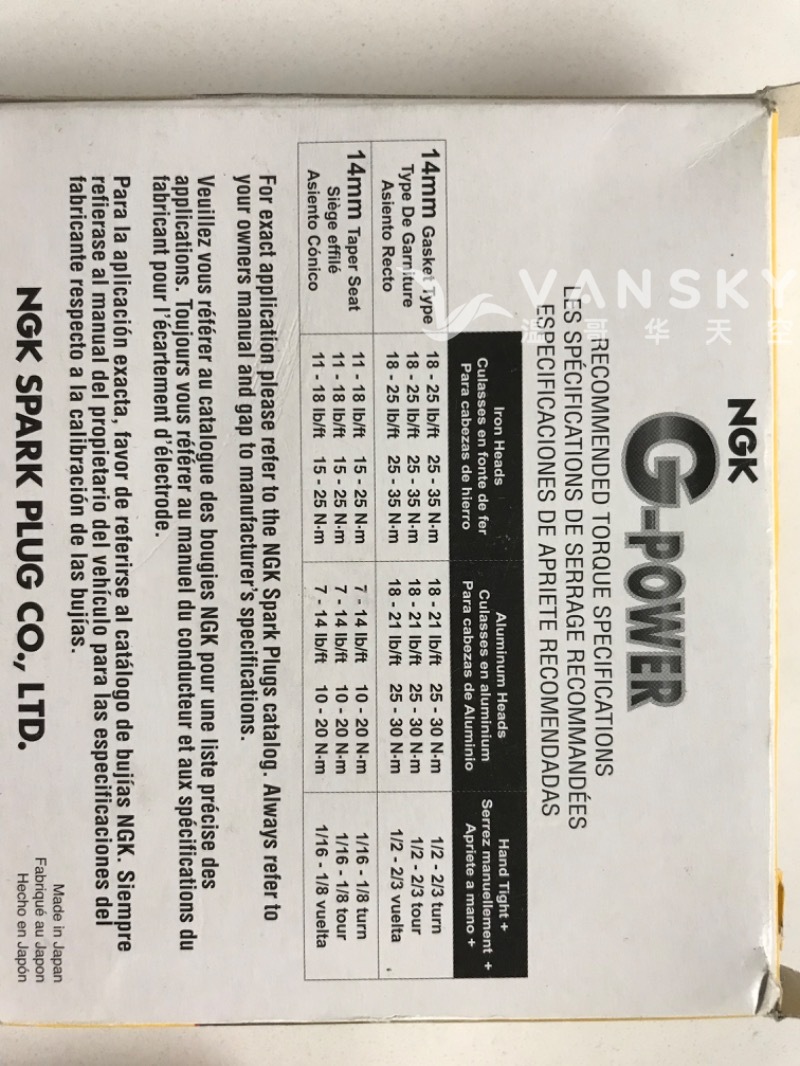 NGK
G-POWER
RECOMMENDED TORQUE SPECIFICATIONS
LES SPÉCIFICATIONS DE SERRAGE RECOMMANDÉES
ESPECIFICACIONES DE APRIETE RECOMENDADAS
Iron Heads Aluminum Heads Hand Tight +
Culasses en fonte de fer Culasses en aluminium Serrez manuellement +
Para cabezas de hierro Para cabezas de Aluminio Apriete a mano +
14mm Gasket Type 18 - 25 lb/ft 25 - 35 N·m 18 - 21 lb/ft 25 - 30 N·m 1/2 - 2/3 turn
Type De Garniture 18 - 25 lb/ft 25 - 35 N·m 18 - 21 lb/ft 25 - 30 N·m 1/2 - 2/3 tour
Asiento Recto 18 - 25 lb/ft 25 - 35 N·m 18 - 21 lb/ft 25 - 30 N·m 1/2 - 2/3 vuelta
14mm Taper Seat 11 - 18 lb/ft 15 - 25 N·m 7 - 14 lb/ft 10 - 20 N·m 1/16 - 1/8 turn
Siège effilé 11 - 18 lb/ft 15 - 25 N·m 7 - 14 lb/ft 10 - 20 N·m 1/16 - 1/8 tour
Asiento Cónico 11 - 18 lb/ft 15 - 25 N·m 7 - 14 lb/ft 10 - 20 N·m 1/16 - 1/8 vuelta
For exact application please refer to the NGK Spark Plugs catalog. Always refer to
your owners manual and gap to manufacturer's specifications.
Veuillez vous référer au catalogue des bougies NGK pour une liste précise des
applications. Toujours vous référer au manuel du conducteur et aux spécifications du
fabricant pour l'écartement d'électrode.
Para la aplicación exacta, favor de referirse al catálogo de bujías NGK. Siempre
refierase al manual del propietario del vehículo para las especificaciones del
fabricante respecto a la calibración de las bujías.
NGK SPARK PLUG CO., LTD.
Made in Japan
Fabriqué au Japon
Hecho en Japón
VANSKY
温哥华天空